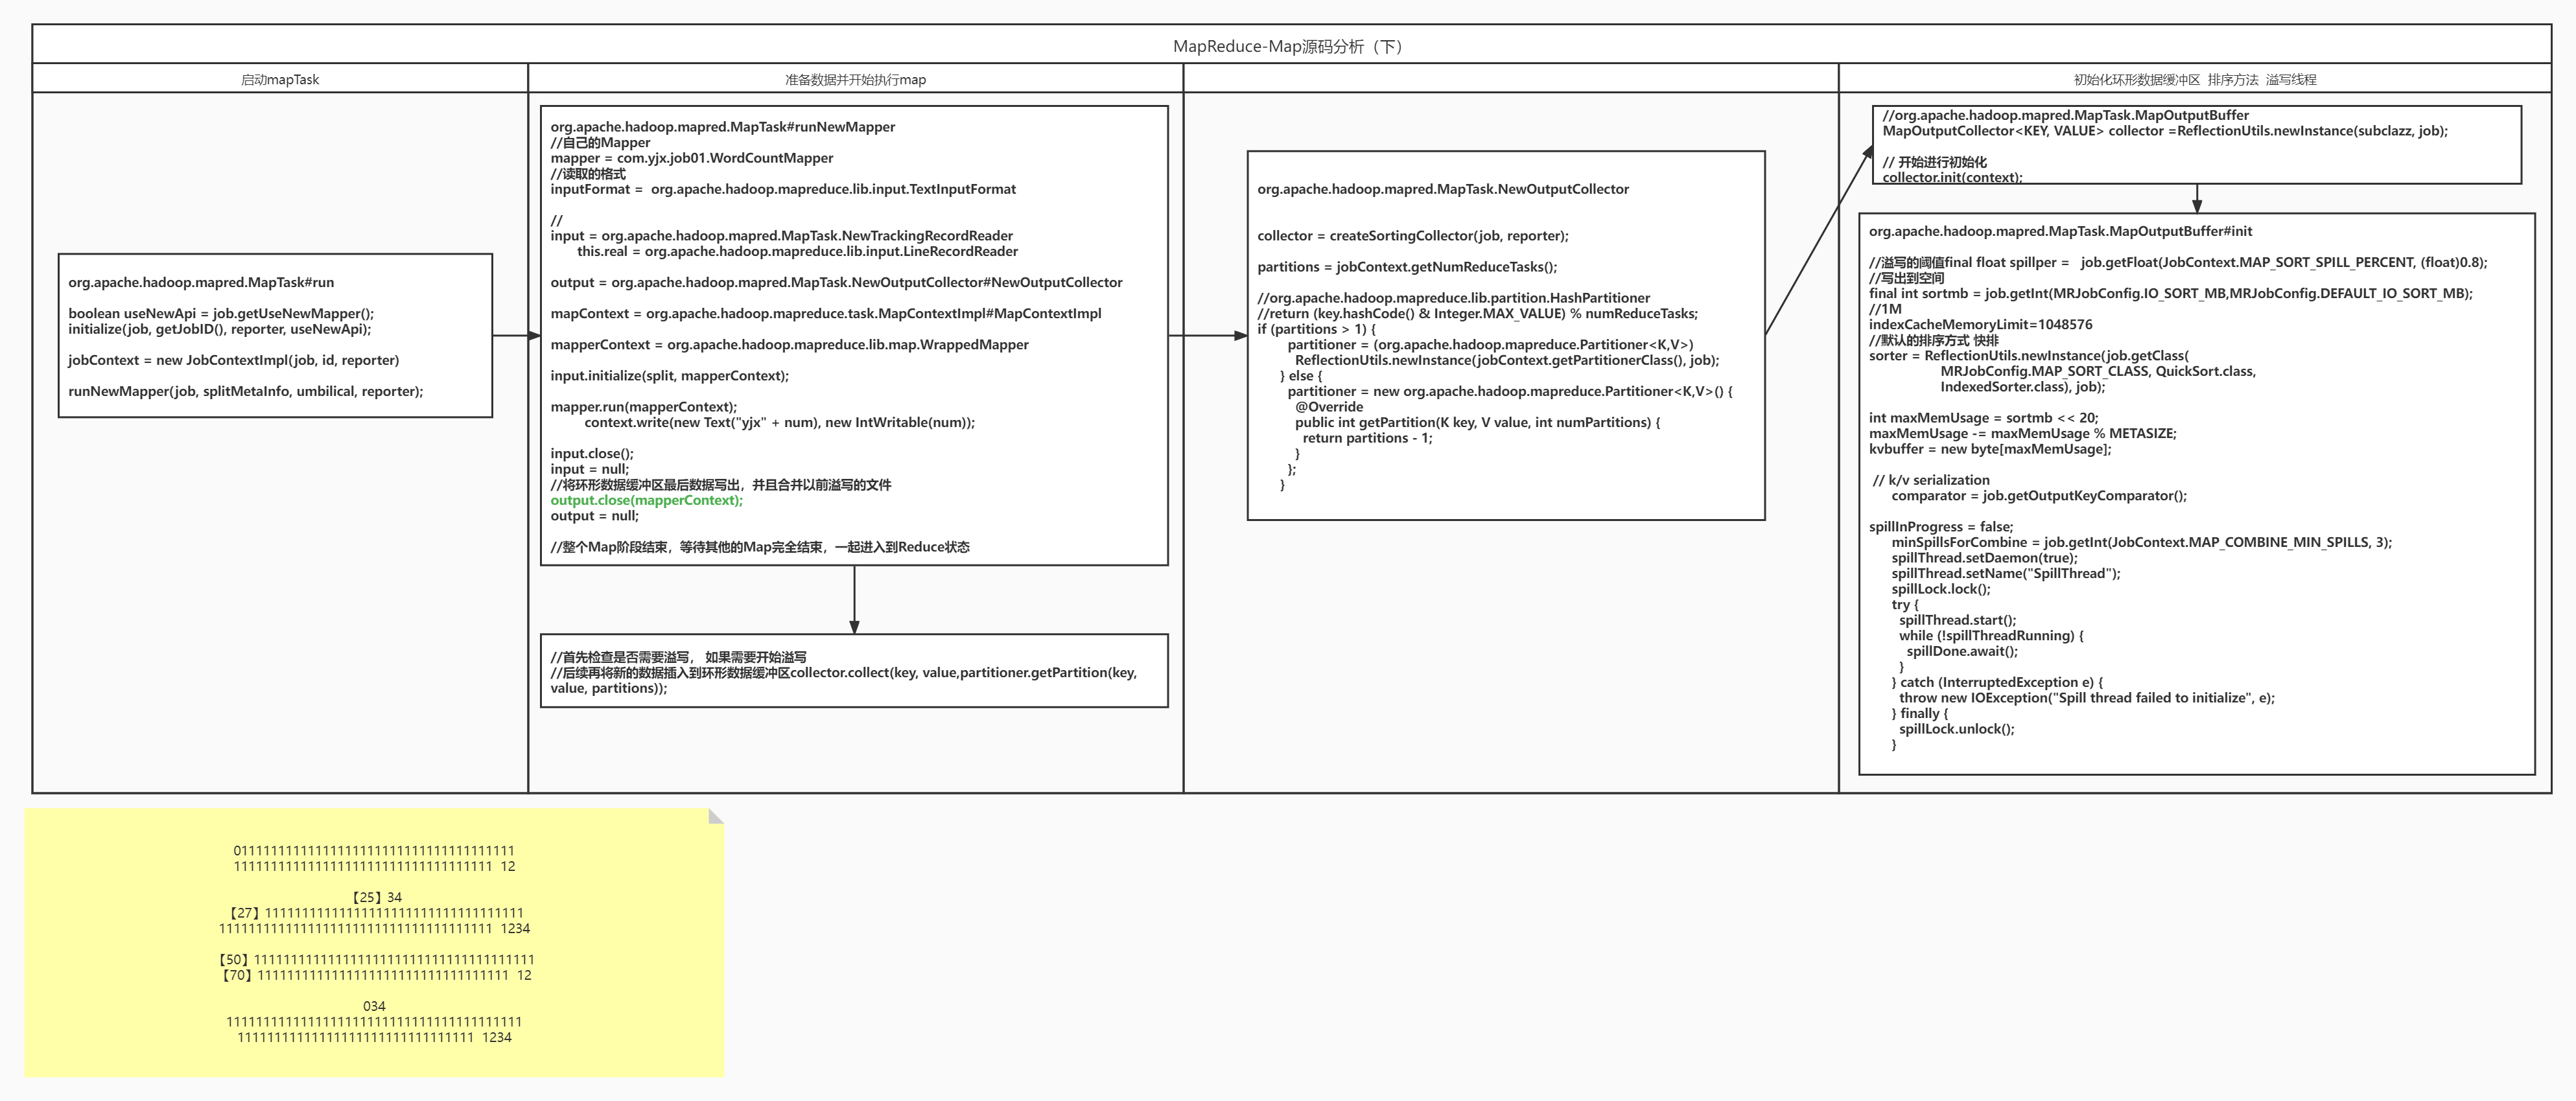 MapReduce-Map源码分析（下）
启动mapTask
准备数据并开始执行map
初始化环形数据缓冲区 排序方法 溢写线程
org.apache.hadoop.mapred.MapTask#run
boolean useNewApi = job.getUseNewMapper();
initialize(job, getJobID(), reporter, useNewApi);
jobContext = new JobContextImpl(job, id, reporter)
runNewMapper(job, splitMetaInfo, umbilical, reporter);
org.apache.hadoop.mapred.MapTask#runNewMapper
//自己的Mapper
mapper = com.yjx.job01.WordCountMapper
//读取的格式
inputFormat =  org.apache.hadoop.mapreduce.lib.input.TextInputFormat
//
input = org.apache.hadoop.mapred.MapTask.NewTrackingRecordReader
this.real = org.apache.hadoop.mapreduce.lib.input.LineRecordReader
output = org.apache.hadoop.mapred.MapTask.NewOutputCollector#NewOutputCollector
mapContext = org.apache.hadoop.mapreduce.task.MapContextImpl#MapContextImpl
mapperContext = org.apache.hadoop.mapreduce.lib.map.WrappedMapper
input.initialize(split, mapperContext);
mapper.run(mapperContext);
context.write(new Text("yjx" + num), new IntWritable(num));
input.close();
input = null;
//将环形数据缓冲区最后数据写出，并且合并以前溢写的文件
output.close(mapperContext);
output = null;
//整个Map阶段结束，等待其他的Map完全结束，一起进入到Reduce状态
//首先检查是否需要溢写， 如果需要开始溢写
//后续再将新的数据插入到环形数据缓冲区collector.collect(key, value,partitioner.getPartition(key,
value, partitions));
org.apache.hadoop.mapred.MapTask.NewOutputCollector
collector = createSortingCollector(job, reporter);
partitions = jobContext.getNumReduceTasks();
//org.apache.hadoop.mapreduce.lib.partition.HashPartitioner
//return (key.hashCode() & Integer.MAX_VALUE) % numReduceTasks;
if (partitions > 1) {
partitioner = (org.apache.hadoop.mapreduce.Partitioner<K,V>)
ReflectionUtils.newInstance(jobContext.getPartitionerClass(), job);
} else {
partitioner = new org.apache.hadoop.mapreduce.Partitioner<K,V>() {
@Override
public int getPartition(K key, V value, int numPartitions) {
return partitions - 1;
}
};
}
//org.apache.hadoop.mapred.MapTask.MapOutputBuffer
MapOutputCollector<KEY, VALUE> collector =ReflectionUtils.newInstance(subclazz, job);
// 开始进行初始化
collector.init(context);
org.apache.hadoop.mapred.MapTask.MapOutputBuffer#init
//溢写的阈值final float spillper =  job.getFloat(JobContext.MAP_SORT_SPILL_PERCENT, (float)0.8);
//写出到空间
final int sortmb = job.getInt(MRJobConfig.IO_SORT_MB,MRJobConfig.DEFAULT_IO_SORT_MB);
//1M
indexCacheMemoryLimit=1048576
//默认的排序方式 快排
sorter = ReflectionUtils.newInstance(job.getClass(
MRJobConfig.MAP_SORT_CLASS, QuickSort.class,
IndexedSorter.class), job);
int maxMemUsage = sortmb << 20;
maxMemUsage -= maxMemUsage % METASIZE;
kvbuffer = new byte[maxMemUsage];
// k/v serialization
comparator = job.getOutputKeyComparator();
spillInProgress = false;
minSpillsForCombine = job.getInt(JobContext.MAP_COMBINE_MIN_SPILLS, 3);
spillThread.setDaemon(true);
spillThread.setName("SpillThread");
spillLock.lock();
try {
spillThread.start();
while (!spillThreadRunning) {
spillDone.await();
}
} catch (InterruptedException e) {
throw new IOException("Spill thread failed to initialize", e);
} finally {
spillLock.unlock();
}
12
【25】34
【27】
1234
【50】
【70】 12
034
1234